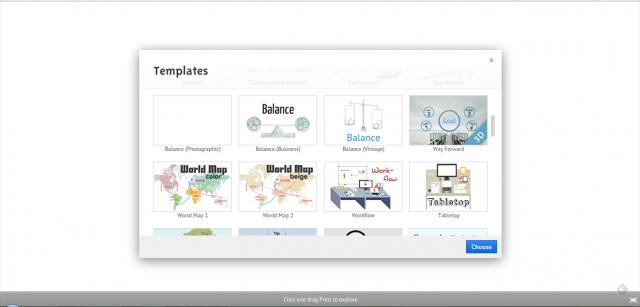 Templates
Balance
Balance
Goal
3D
Balance (Photographic)
Balance (Business)
Balance (Vintage)
Way Forward
World Map
color
World Map
beige
Work-
flow
Tabletop
World Map 1
World Map 2
Workflow
Tabletop
Choose
Click and drag Prezi to explore